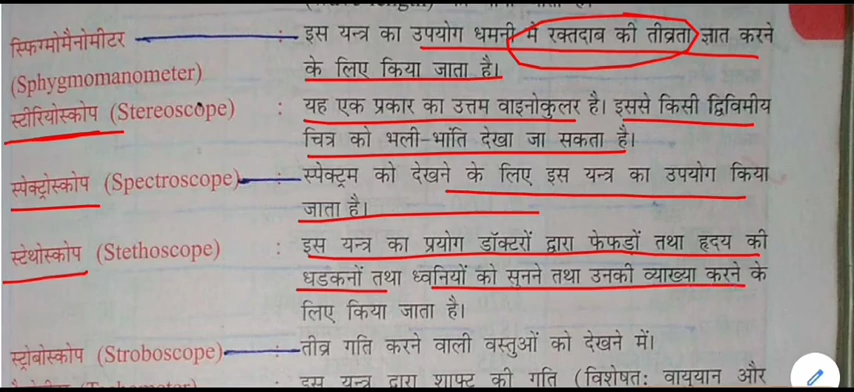 स्फिग्मोमैनोमीटर : इस यन्त्र का उपयोग धमनी में रक्तदाब की तीव्रता ज्ञात करने
(Sphygmomanometer) के लिए किया जाता है।
स्टीरियोस्कोप (Stereoscope) : यह एक प्रकार का उत्तम वाइनोकुलर है। इससे किसी द्विविमीय
चित्र को भली-भाँति देखा जा सकता है।
स्पेक्ट्रोस्कोप (Spectroscope) : स्पेक्ट्रम को देखने के लिए इस यन्त्र का उपयोग किया
जाता है।
स्टेथोस्कोप (Stethoscope) : इस यन्त्र का प्रयोग डॉक्टरों द्वारा फेफड़ों तथा हृदय की
धडकनों तथा ध्वनियों को सुनने तथा उनकी व्याख्या करने के
लिए किया जाता है।
स्ट्रोबोस्कोप (Stroboscope) : तीव्र गति करने वाली वस्तुओं को देखने में।
इस यन्त्र द्वारा शाफ्ट की गति (विशेषतः वायुयान और